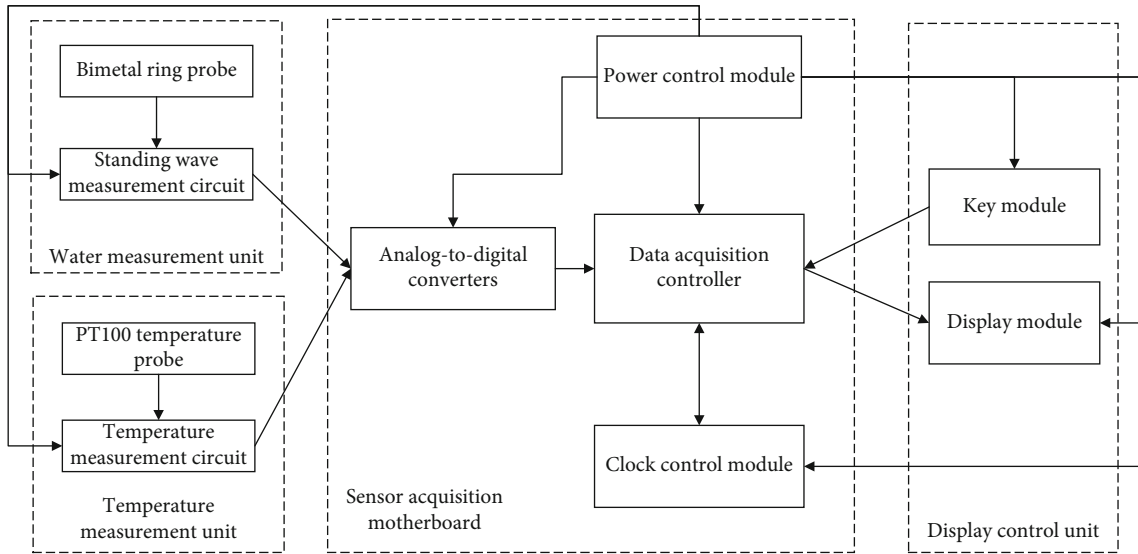 Bimetal ring probe
Standing wave
measurement circuit
Water measurement unit
PT100 temperature
probe
Temperature
measurement circuit
Temperature
measurement unit
Power control module
Analog-to-digital
converters
Data acquisition
controller
Clock control module
Sensor acquisition
motherboard
Key module
Display module
Display control unit